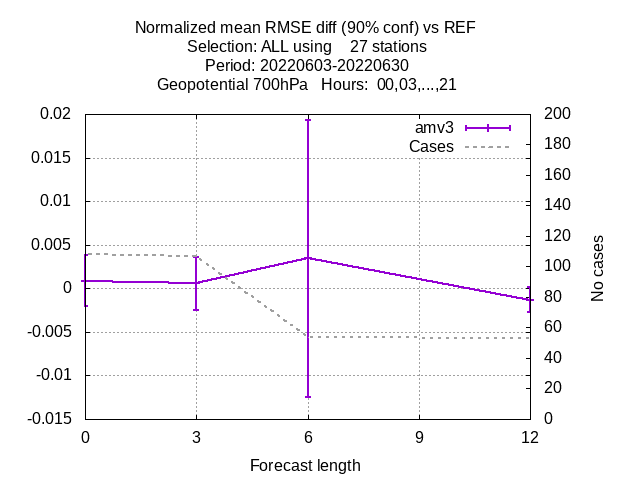 Normalized mean RMSE diff (90% conf) vs REF
Selection: ALL using    27 stations
Period: 20220603-20220630
Geopotential 700hPa   Hours:  00,03,...,21
0.02
0.015
0.01
0.005
0
-0.005
-0.01
-0.015
amv3
Cases
200
180
160
140
120
100
80
60
40
20
0
No cases
0 3 6 9 12
Forecast length